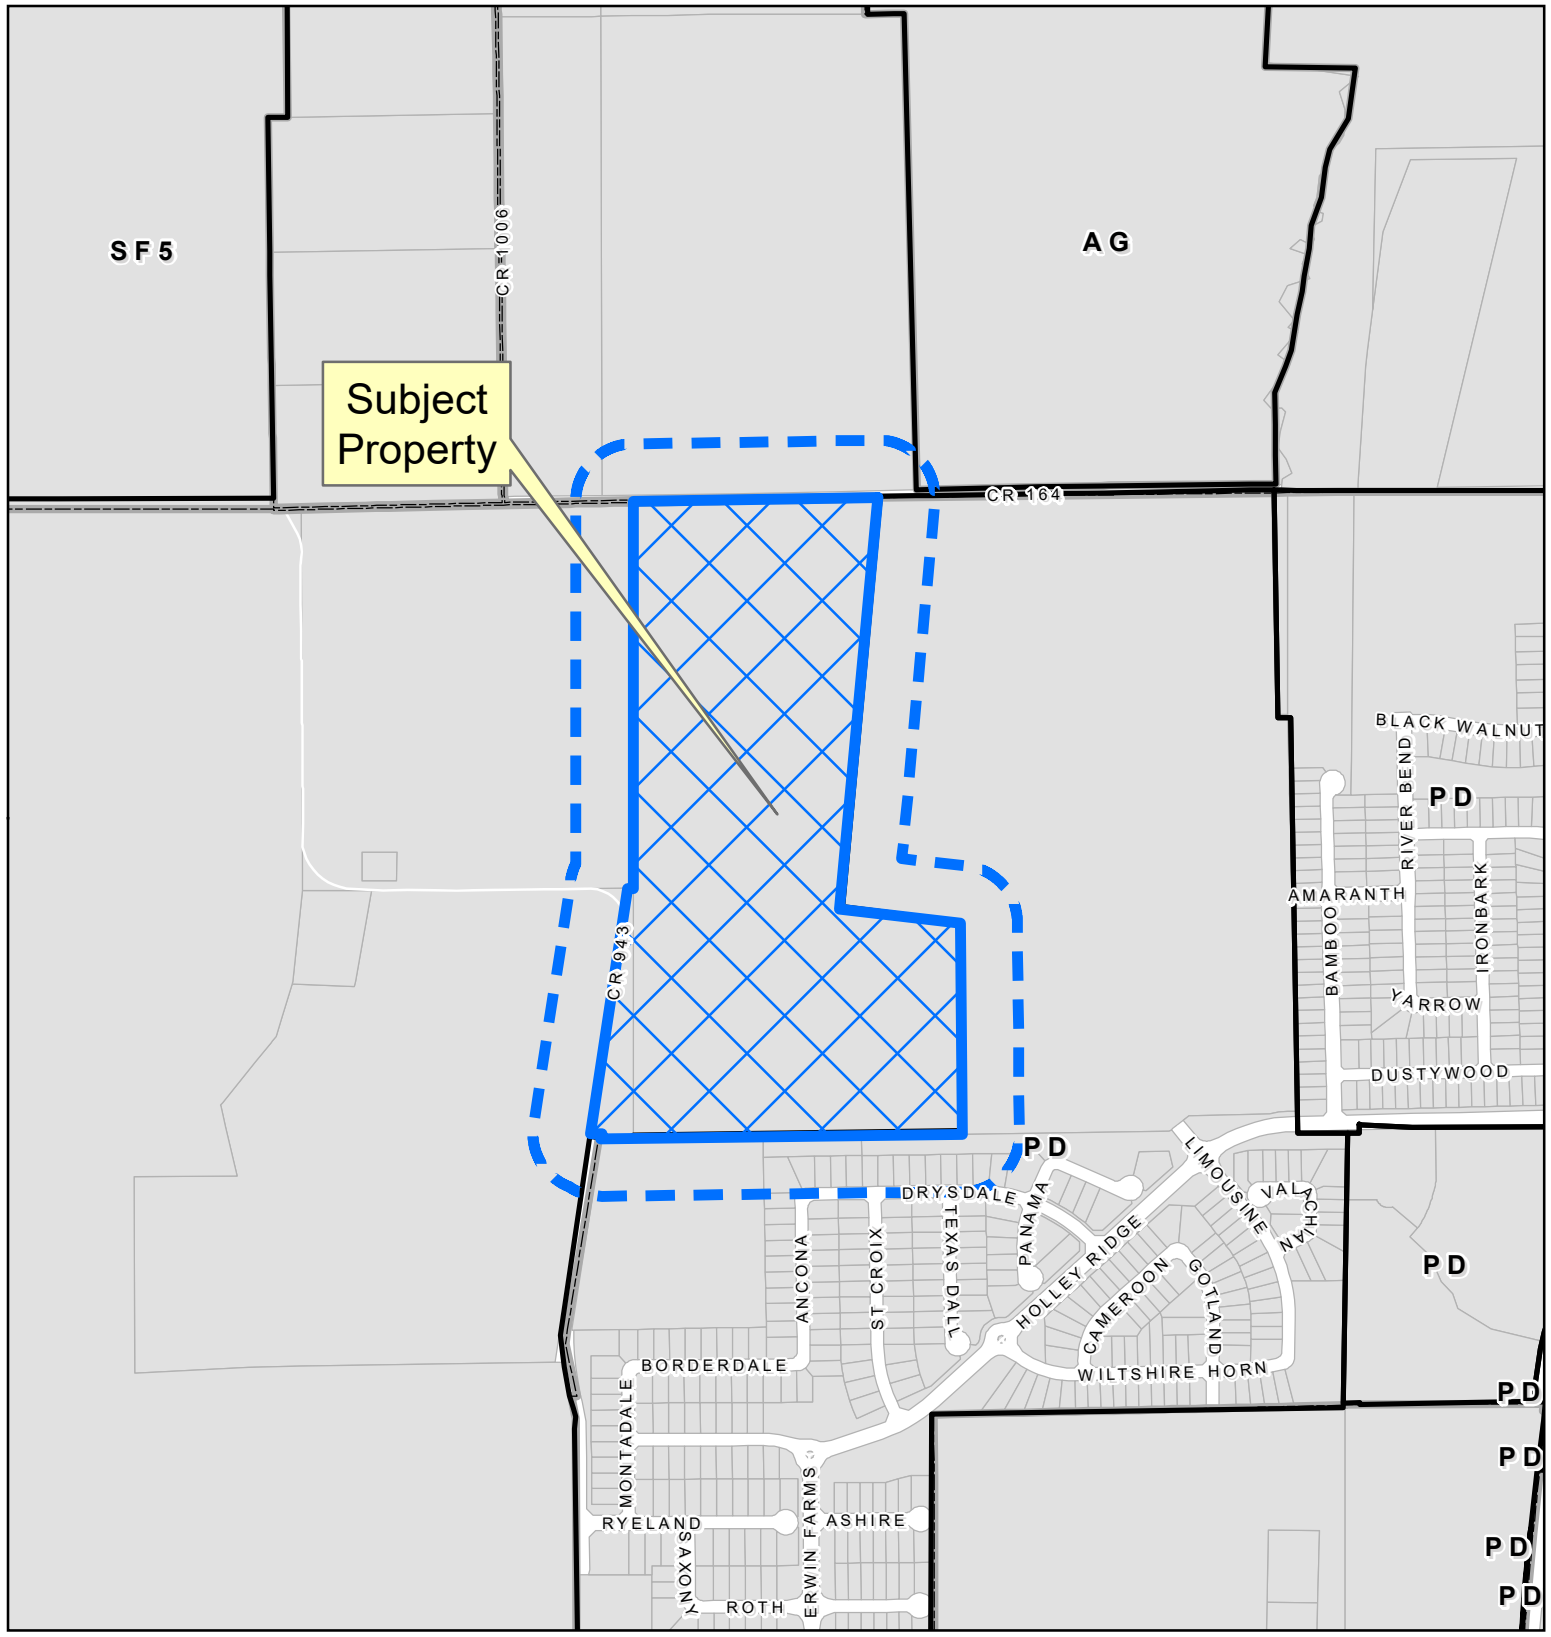 SF5
AG
CR 1006
Subject
Property
CR 164
BLACK WALNUT
RIVER BEND
PD
AMARANTH
IRONBARK
BAMBOO
CR 943
YARROW
DUSTYWOOD
PD
LIMOUSINE
VALACHIAN
DRYSDALE
PANAMA
TEXAS DALL
ANCONA
ST CROIX
HOLLEY RIDGE
CAMEROON
GOTLAND
PD
BORDERDALE
WILTSHIRE HORN
PD
MONTADALE
PD
ERWIN FARMS
RYELAND
ASHIRE
SAXONY
PD
ROTH
PD